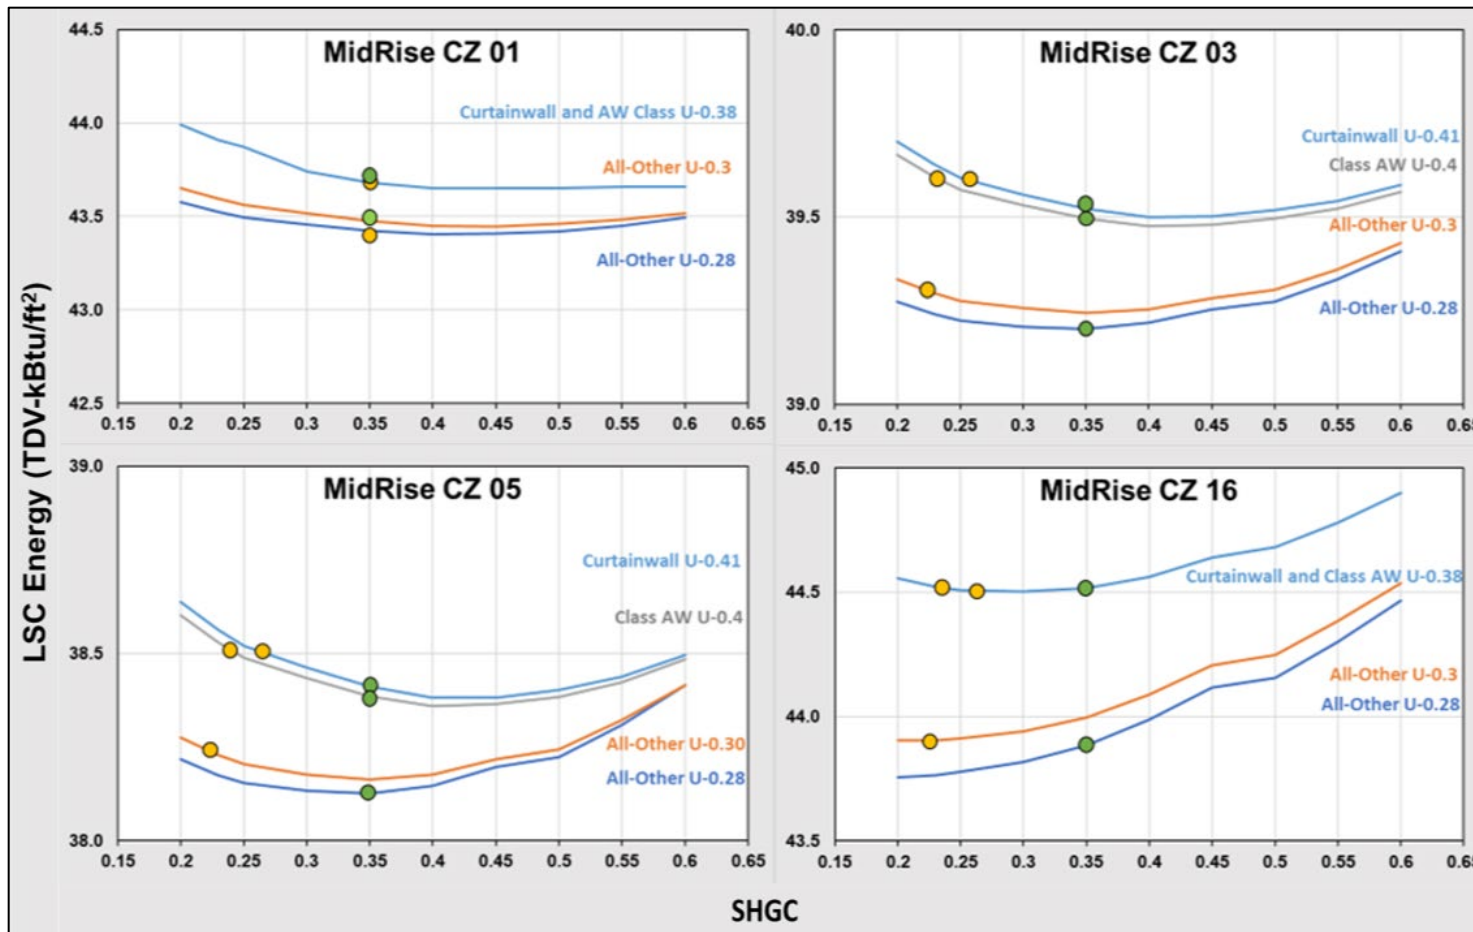 LSC Energy (TDV-kBtu/ft²)
MidRise CZ 01
44.5
44.0
43.5
43.0
42.5
Curtainwall and AW Class U-0.38
All-Other U-0.3
All-Other U-0.28
0.15 0.2 0.25 0.3 0.35 0.4 0.45 0.5 0.55 0.6 0.65
MidRise CZ 03
40.0
39.5
39.0
Curtainwall U-0.41
Class AW U-0.4
All-Other U-0.3
All-Other U-0.28
0.15 0.2 0.25 0.3 0.35 0.4 0.45 0.5 0.55 0.6 0.65
MidRise CZ 05
39.0
38.5
38.0
Curtainwall U-0.41
Class AW U-0.4
All-Other U-0.30
All-Other U-0.28
0.15 0.2 0.25 0.3 0.35 0.4 0.45 0.5 0.55 0.6 0.65
MidRise CZ 16
45.0
44.5
44.0
43.5
Curtainwall and Class AW U-0.38
All-Other U-0.3
All-Other U-0.28
0.15 0.2 0.25 0.3 0.35 0.4 0.45 0.5 0.55 0.6 0.65
SHGC